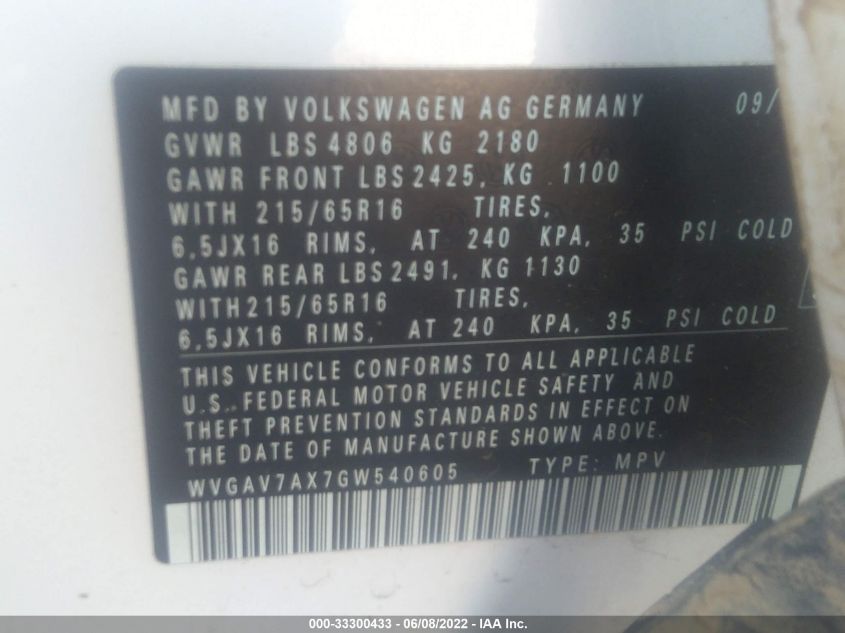 MFD BY VOLKSWAGEN AG GERMANY 09/
GVWR LBS 4806 KG 2180
GAWR FRONT LBS 2425, KG 1100
WITH 215/65R16 TIRES,
6,5JX16 RIMS, AT 240 KPA, 35 PSI COLD
GAWR REAR LBS 2491, KG 1130
WITH 215/65R16 TIRES,
6,5JX16 RIMS, AT 240 KPA, 35 PSI COLD
THIS VEHICLE CONFORMS TO ALL APPLICABLE
U.S. FEDERAL MOTOR VEHICLE SAFETY AND
THEFT PREVENTION STANDARDS IN EFFECT ON
THE DATE OF MANUFACTURE SHOWN ABOVE.
WVGAV7AX7GW540605 TYPE: MPV
000-33300433 - 06/08/2022 - IAA Inc.